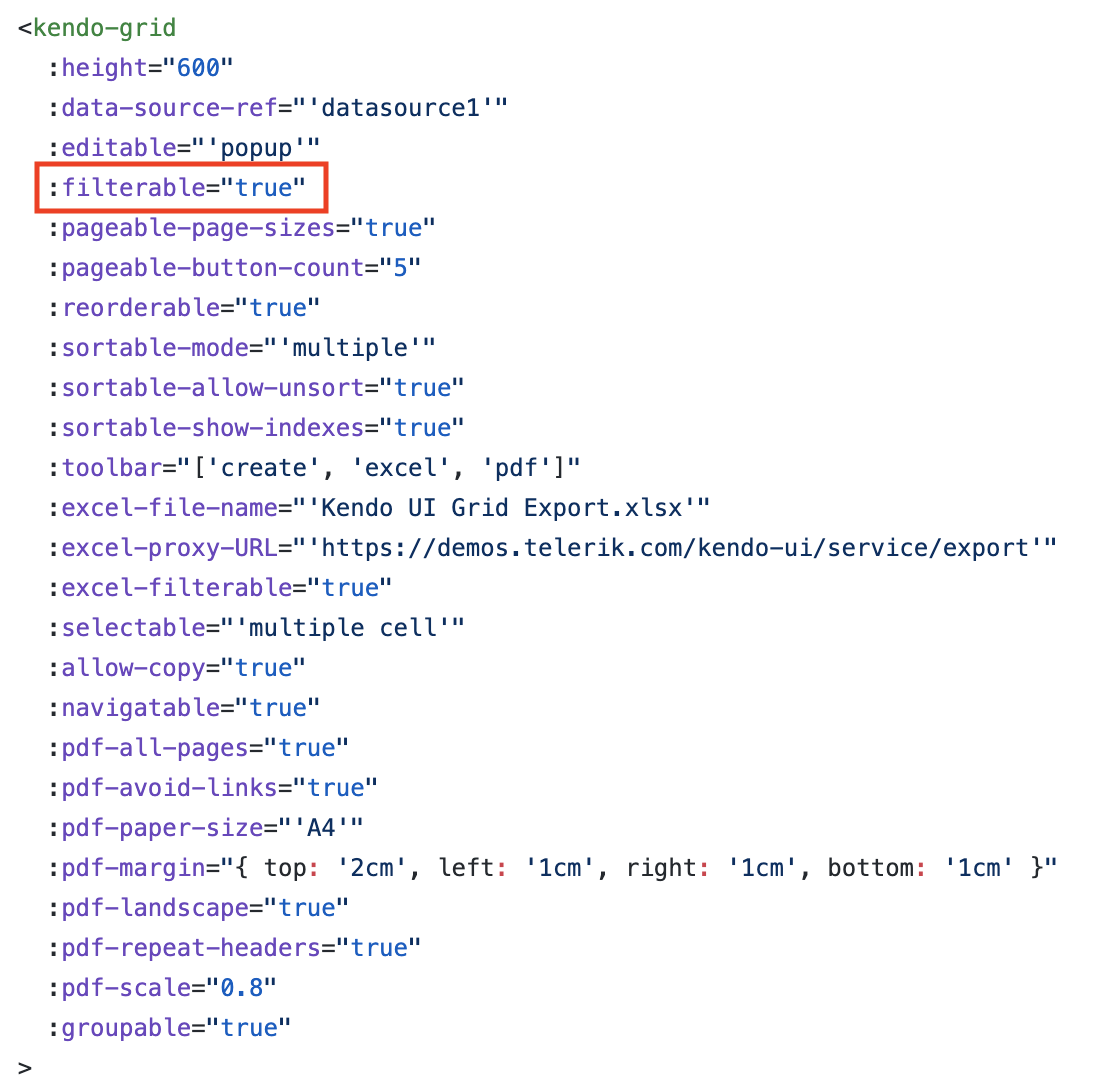 <kendo-grid
:height="600"
:data-source-ref="'datasource1'"
:editable="'popup'"
:filterable="true"
:pageable-page-sizes="true"
:pageable-button-count="5"
:reorderable="true"
:sortable-mode="'multiple'"
:sortable-allow-unsort="true"
:sortable-show-indexes="true"
:toolbar="['create', 'excel', 'pdf']"
:excel-file-name="'Kendo UI Grid Export.xlsx'"
:excel-proxy-URL="'https://demos.telerik.com/kendo-ui/service/export'"
:excel-filterable="true"
:selectable="'multiple cell'"
:allow-copy="true"
:navigatable="true"
:pdf-all-pages="true"
:pdf-avoid-links="true"
:pdf-paper-size="'A4'"
:pdf-margin="{ top: '2cm', left: '1cm', right: '1cm', bottom: '1cm' }"
:pdf-landscape="true"
:pdf-repeat-headers="true"
:pdf-scale="0.8"
:groupable="true"
>